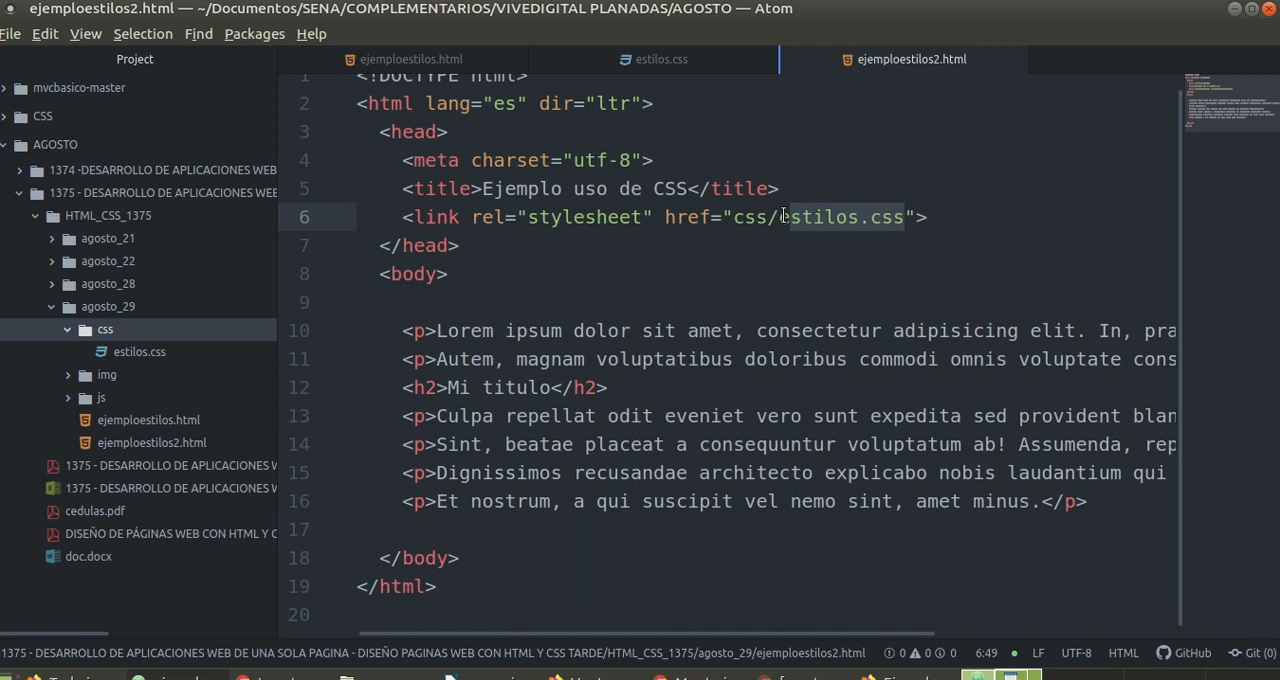 ejemploestilos2.html — ~/Documentos/SENA/COMPLEMENTARIOS/VIVEDIGITAL PLANADAS/AGOSTO — Atom
File Edit View Selection Find Packages Help
Project
ejemploestilos.html
estilos.css
ejemploestilos2.html
mvcbasico-master
CSS
AGOSTO
1374 -DESARROLLO DE APLICACIONES WEB
1375 - DESARROLLO DE APLICACIONES WEB
HTML_CSS_1375
agosto_21
agosto_22
agosto_28
agosto_29
css
estilos.css
img
js
ejemploestilos.html
ejemploestilos2.html
1375 - DESARROLLO DE APLICACIONES
1375 - DESARROLLO DE APLICACIONES
cedulas.pdf
DISEÑO DE PÁGINAS WEB CON HTML Y
doc.docx
1 <!DOCTYPE html>
2 <html lang="es" dir="ltr">
3 <head>
4 <meta charset="utf-8">
5 <title>Ejemplo uso de CSS</title>
6 <link rel="stylesheet" href="css/estilos.css">
7 </head>
8 <body>
9
10 <p>Lorem ipsum dolor sit amet, consectetur adipisicing elit. In, pra
11 <p>Autem, magnam voluptatibus doloribus commodi omnis voluptate cons
12 <h2>Mi titulo</h2>
13 <p>Culpa repellat odit eveniet vero sunt expedita sed provident blan
14 <p>Sint, beatae placeat a consequuntur voluptatum ab! Assumenda, rep
15 <p>Dignissimos recusandae architecto explicabo nobis laudantium qui
16 <p>Et nostrum, a qui suscipit vel nemo sint, amet minus.</p>
17
18 </body>
19 </html>
20
1375 - DESARROLLO DE APLICACIONES WEB DE UNA SOLA PAGINA - DISEÑO PAGINAS WEB CON HTML Y CSS TARDE/HTML_CSS_1375/agosto_29/ejemploestilos2.html 0 0 0 6:49 LF UTF-8 HTML GitHub Git (0)